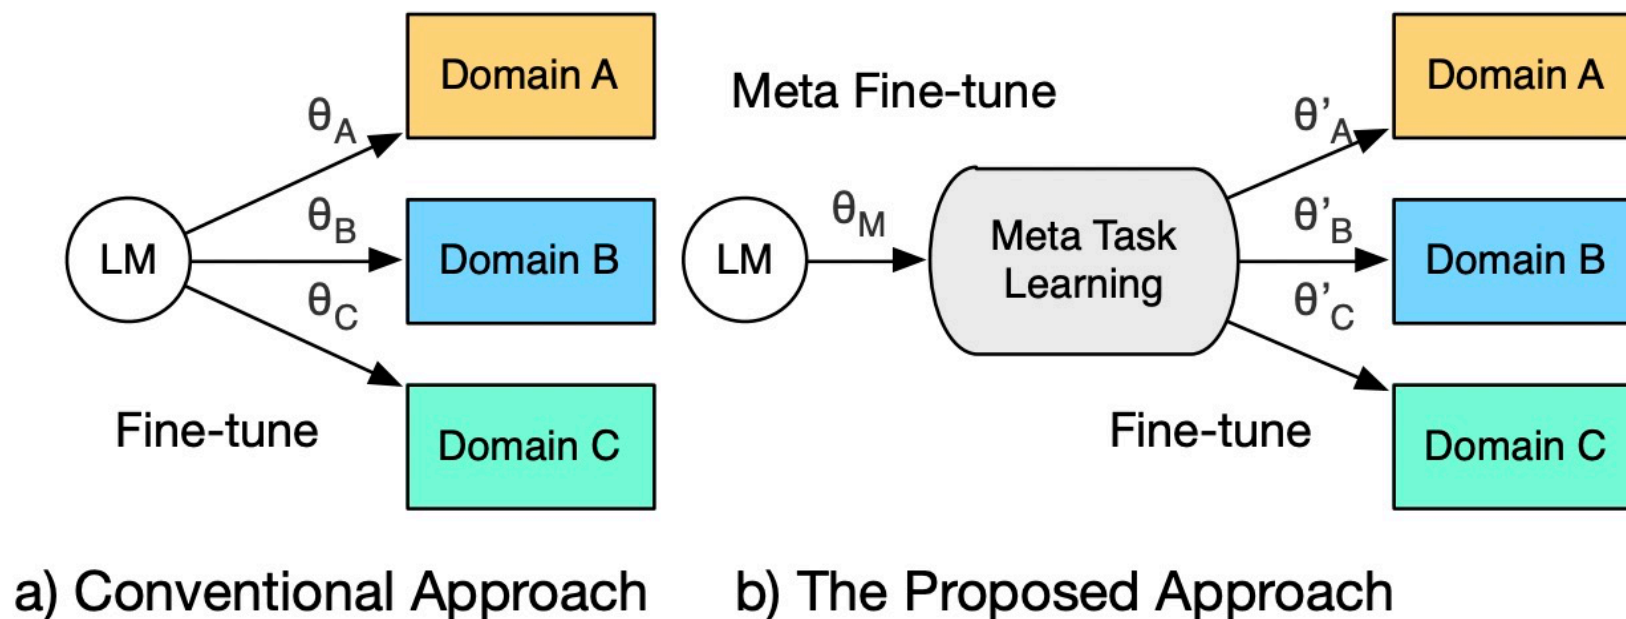 Domain A
θA
θB
LM
Domain B
θC
Fine-tune
Domain C
a) Conventional Approach
Meta Fine-tune
LM
θM
Meta Task
Learning
θ’A
Domain A
θ’B
Domain B
θ’C
Fine-tune
Domain C
b) The Proposed Approach